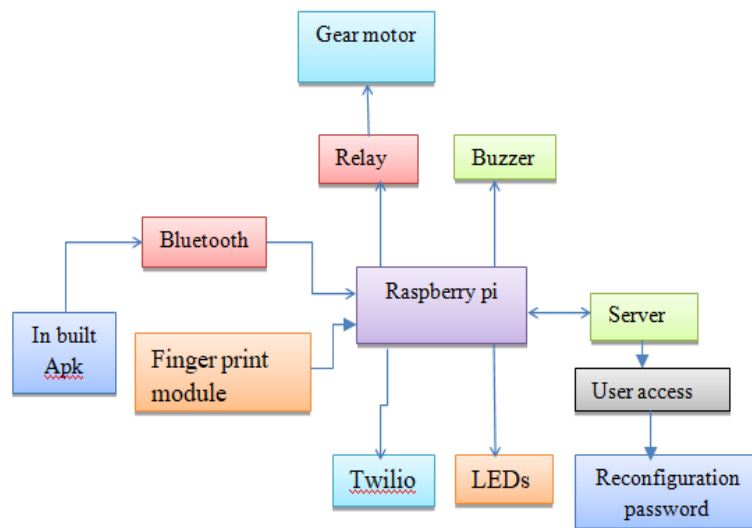 Gear motor
Relay
Buzzer
Bluetooth
Raspberry pi
Server
In built
Apk
Finger print
module
User access
Twilio
LEDs
Reconfiguration
password